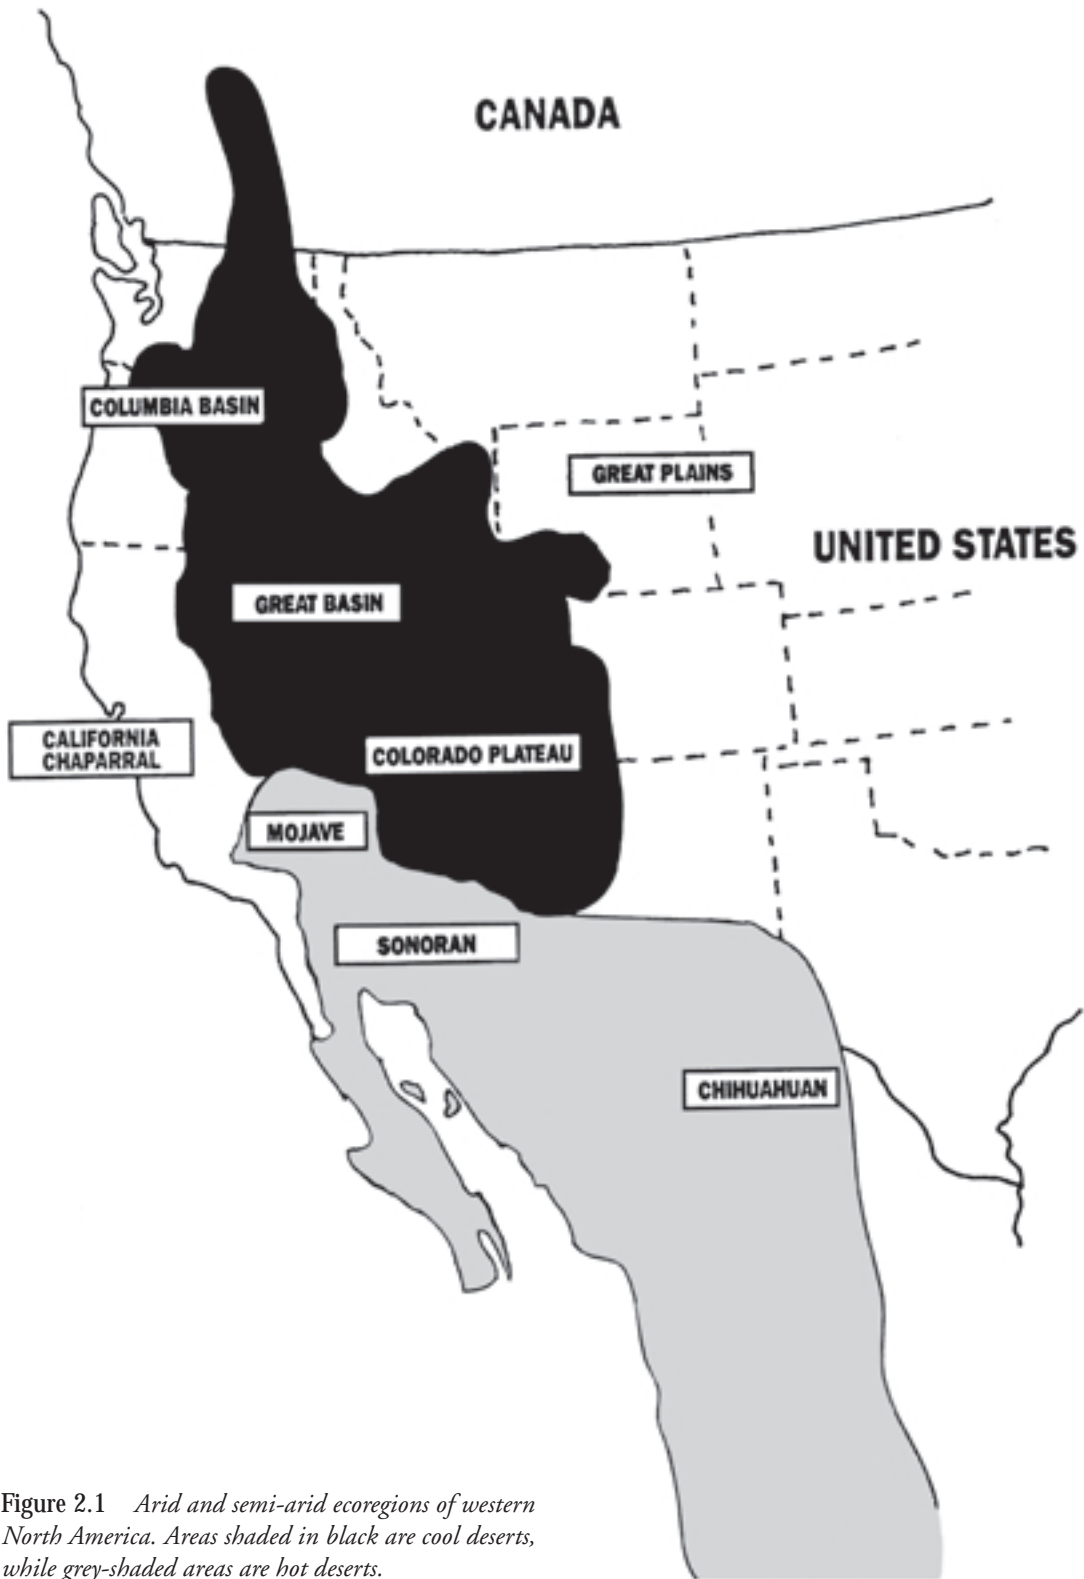 CANADA
COLUMBIA BASIN
GREAT PLAINS
UNITED STATES
GREAT BASIN
CALIFORNIA
CHAPARRAL
COLORADO PLATEAU
MOJAVE
SONORAN
CHIHUAHUAN
Figure 2.1 Arid and semi-arid ecoregions of western
North America. Areas shaded in black are cool deserts,
while grey-shaded areas are hot deserts.